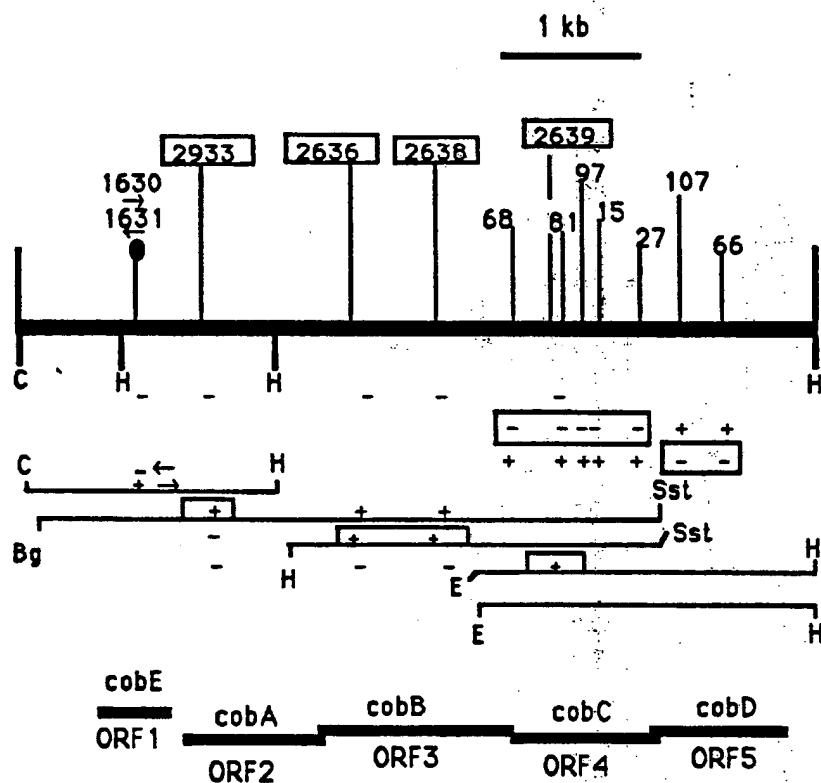 1 kb
2933 2636 2638 2639
1630 97 107
1631 68 81 15 27 66
C H H H
- - - - -
- - -- - + +
+ + ++ + - -
C - ← H
+ → Sst
+ + +
Bg - + + Sst
- H - - E + H
E H
cobE
ORF1
cobA
ORF2
cobB
ORF3
cobC
ORF4
cobD
ORF5